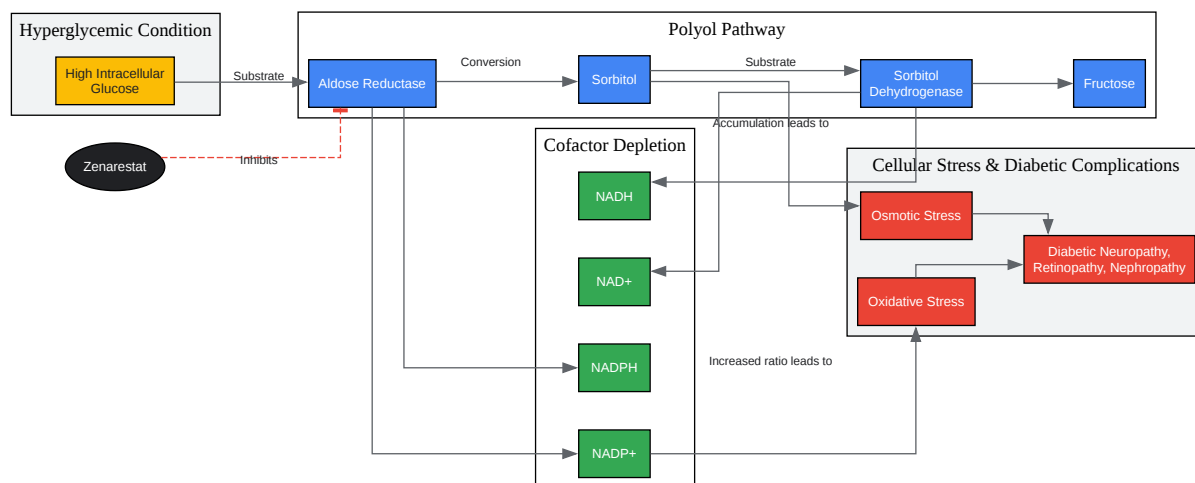 Hyperglycemic Condition
High Intracellular
Glucose
Substrate
Polyol Pathway
Aldose Reductase
Conversion
Sorbitol
Substrate
Sorbitol
Dehydrogenase
Fructose
Accumulation leads to
Zenarestat
Inhibits
Cofactor Depletion
NADH
NAD+
NADPH
NADP+
Increased ratio leads to
Cellular Stress & Diabetic Complications
Osmotic Stress
Diabetic Neuropathy,
Retinopathy, Nephropathy
Oxidative Stress